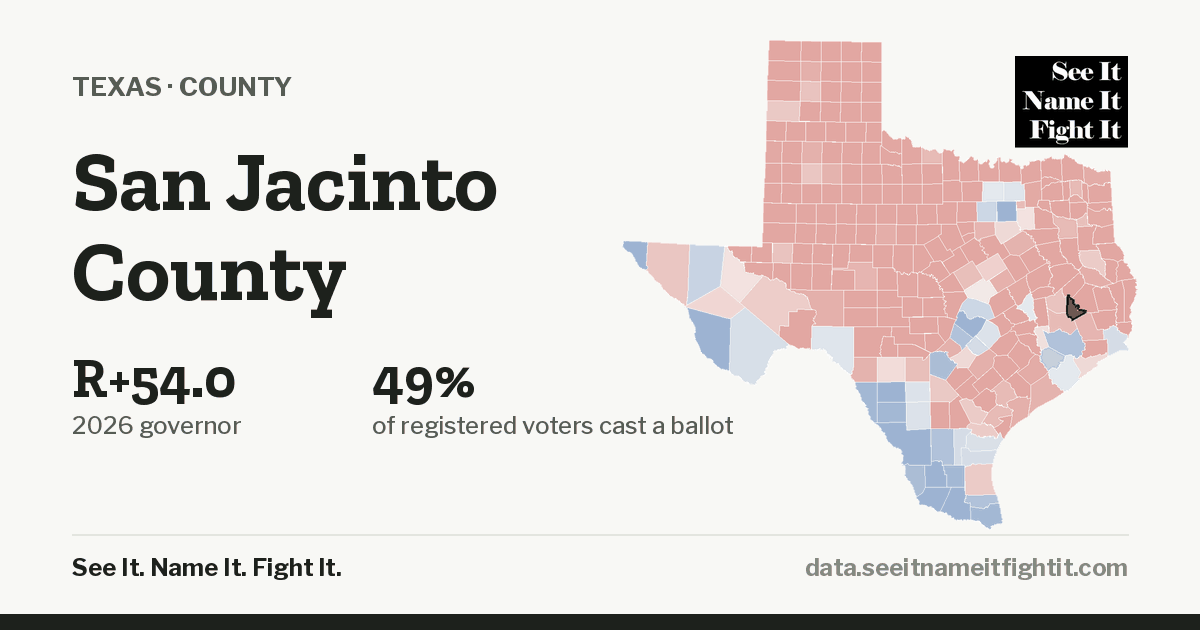 TEXAS · COUNTY
San Jacinto
County
R+54.0
2026 governor
49%
of registered voters cast a ballot
See It
Name It
Fight It
See It. Name It. Fight It.
data.seeitnameitfightit.com